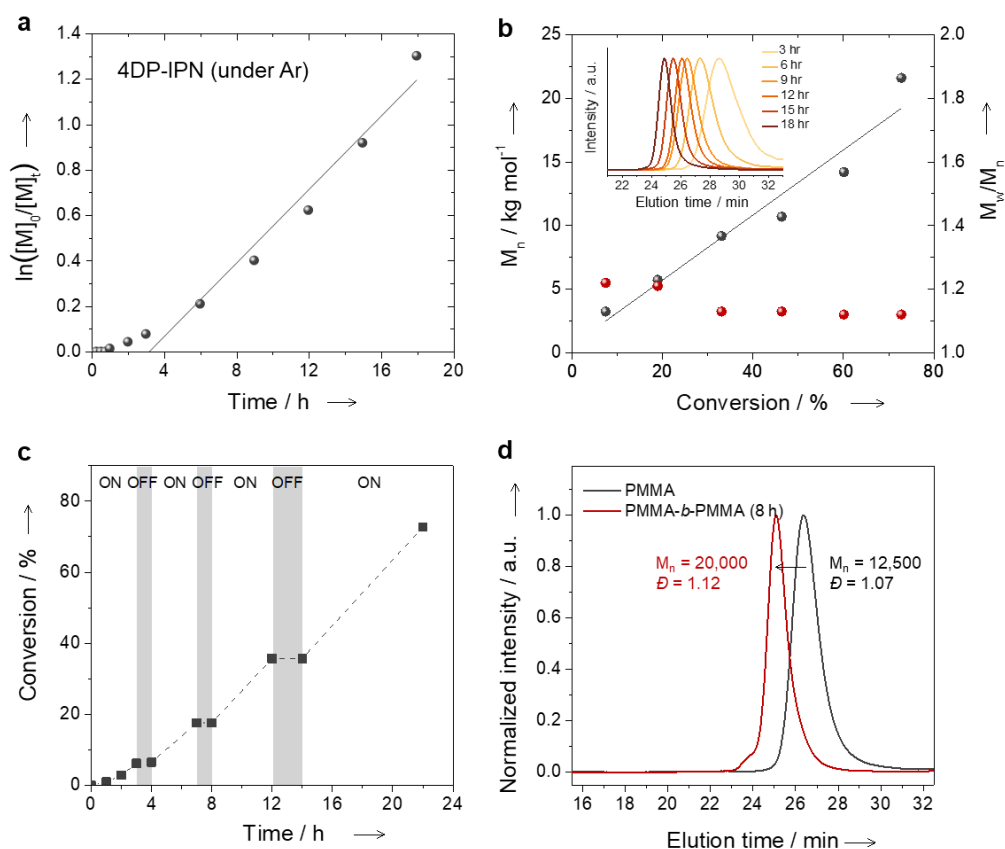 a
4DP-IPN (under Ar)
ln([M]0/[M]t)
0.0
0.2
0.4
0.6
0.8
1.0
1.2
1.4
0
4
8
12
16
20
Time / h
b
Mn / kg mol-1
0
5
10
15
20
25
Mw/Mn
1.0
1.2
1.4
1.6
1.8
2.0
0
20
40
60
80
Conversion / %
Intensity / a.u.
3 hr
6 hr
9 hr
12 hr
15 hr
18 hr
22 24 26 28 30 32
Elution time / min
c
ON OFF ON OFF ON OFF ON
Conversion / %
0
20
40
60
80
0 4 8 12 16 20 24
Time / h
d
PMMA
PMMA-b-PMMA (8 h)
Mn = 20,000
Đ = 1.12
Mn = 12,500
Đ = 1.07
Normalized intensity / a.u.
0.0
0.2
0.4
0.6
0.8
1.0
16 18 20 22 24 26 28 30 32
Elution time / min